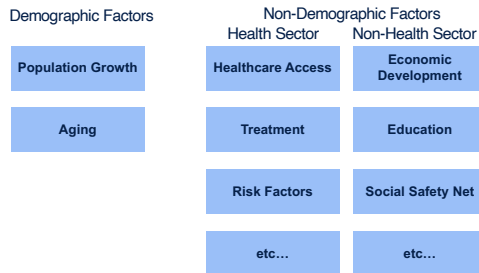 Demographic Factors
Non-Demographic Factors
Health Sector
Non-Health Sector
Population Growth
Healthcare Access
Economic
Development
Aging
Treatment
Education
Risk Factors
Social Safety Net
etc...
etc...